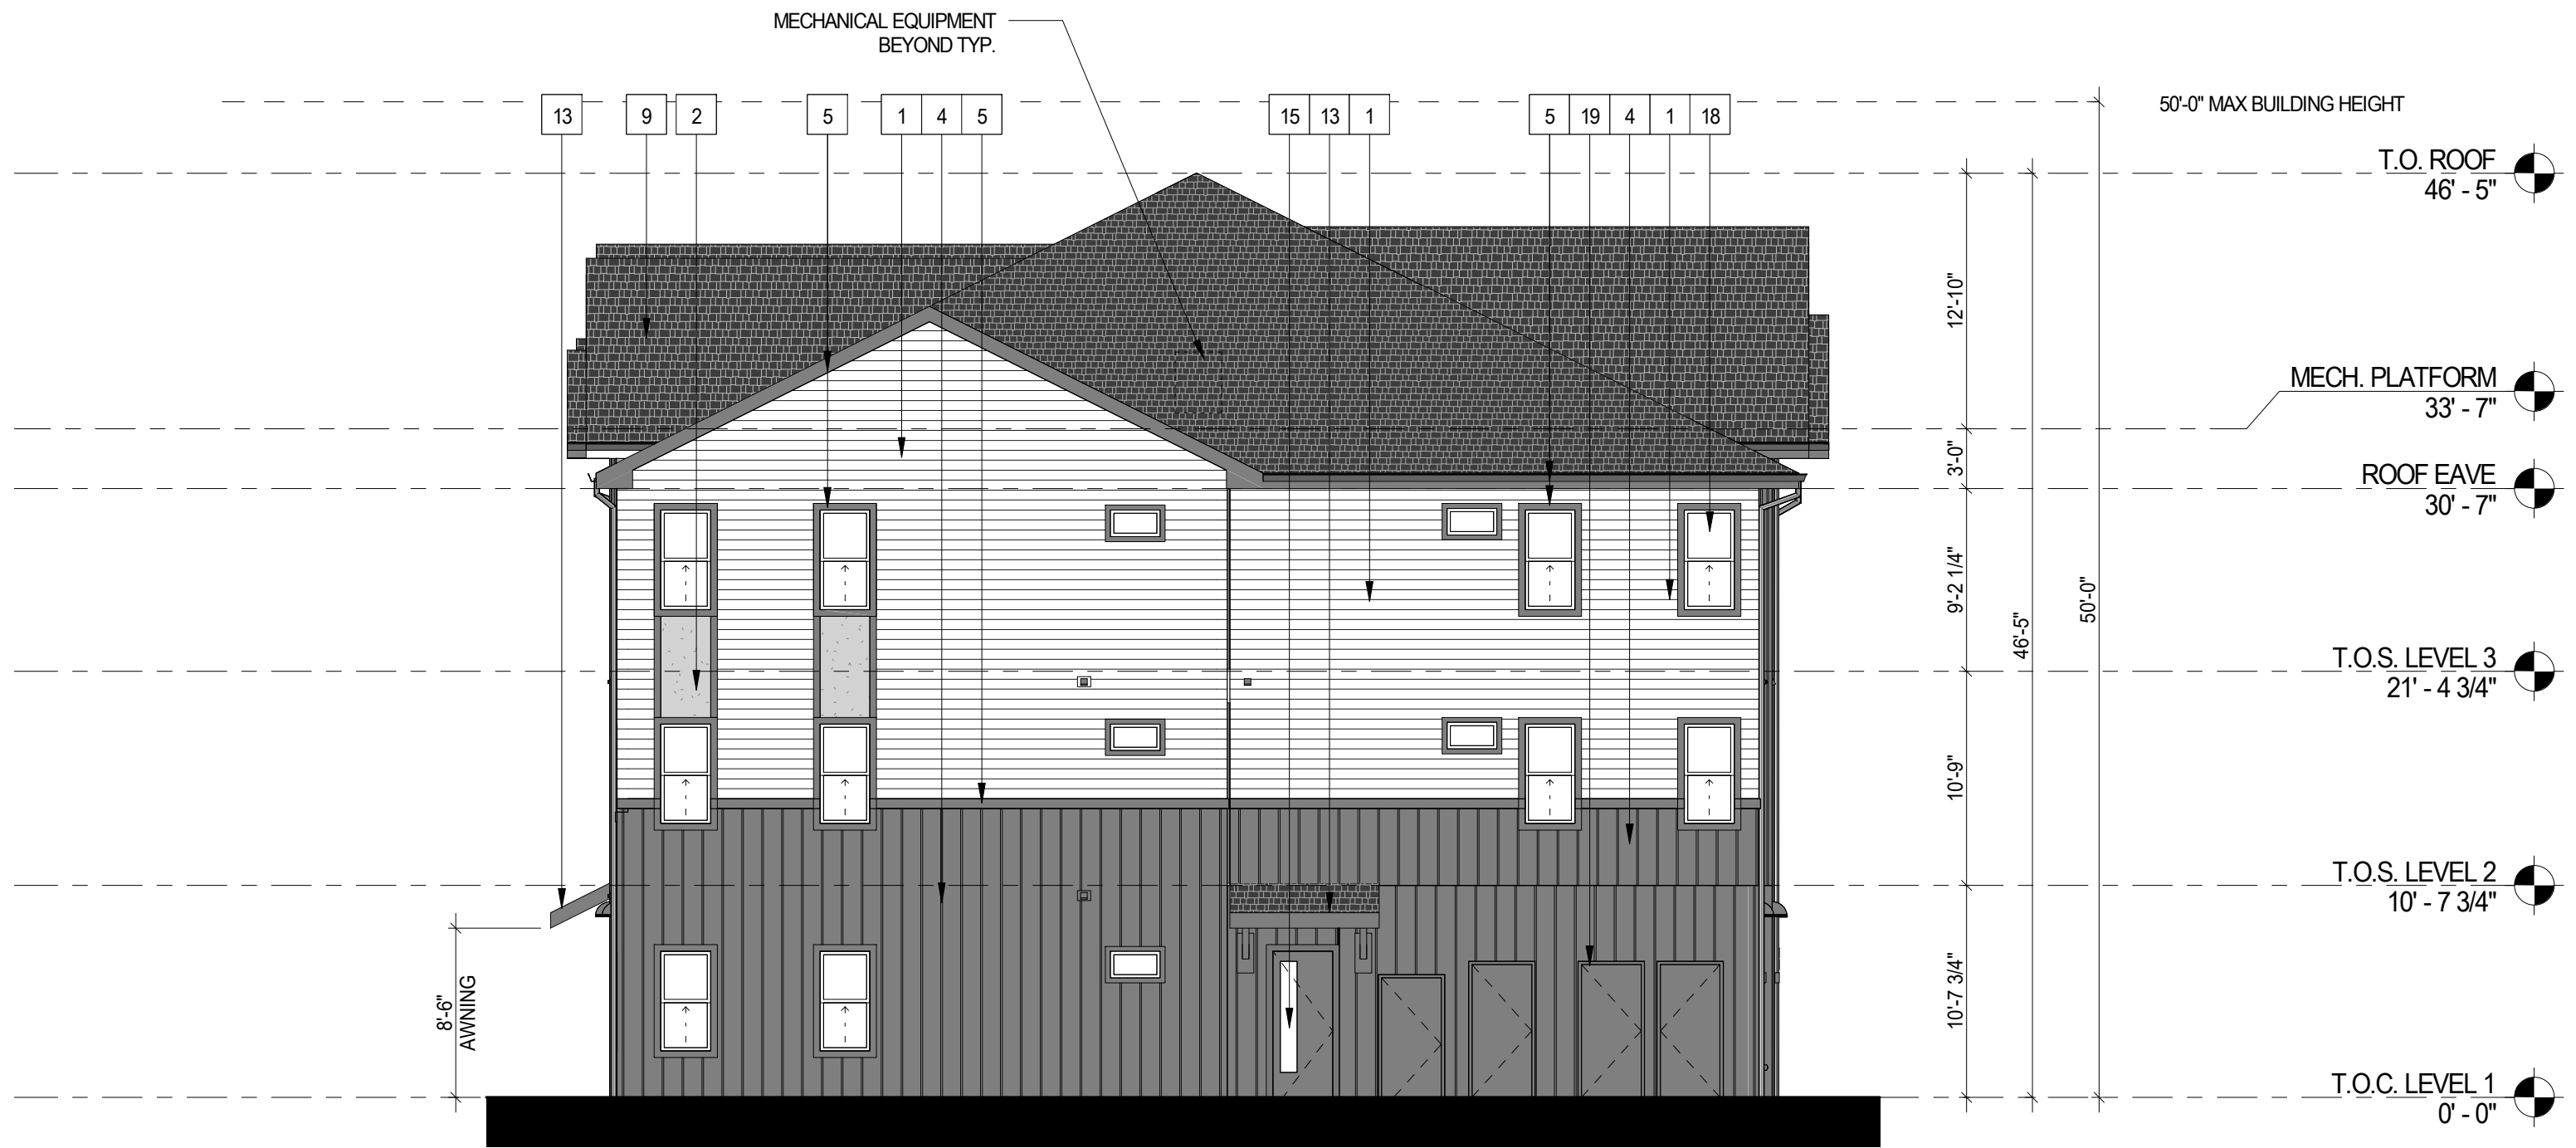 MECHANICAL EQUIPMENT
BEYOND TYP.
13 9 2 5 1 4 5 15 13 1 5 19 4 1 18
50'-0" MAX BUILDING HEIGHT
T.O. ROOF
46' - 5"
12'-10"
MECH. PLATFORM
33' - 7"
3'-0"
ROOF EAVE
30' - 7"
9'-2 1/4"
46'-5"
50'-0"
T.O.S. LEVEL 3
21' - 4 3/4"
10'-9"
T.O.S. LEVEL 2
10' - 7 3/4"
8'-6"
AWNING
10'-7 3/4"
T.O.C. LEVEL 1
0' - 0"